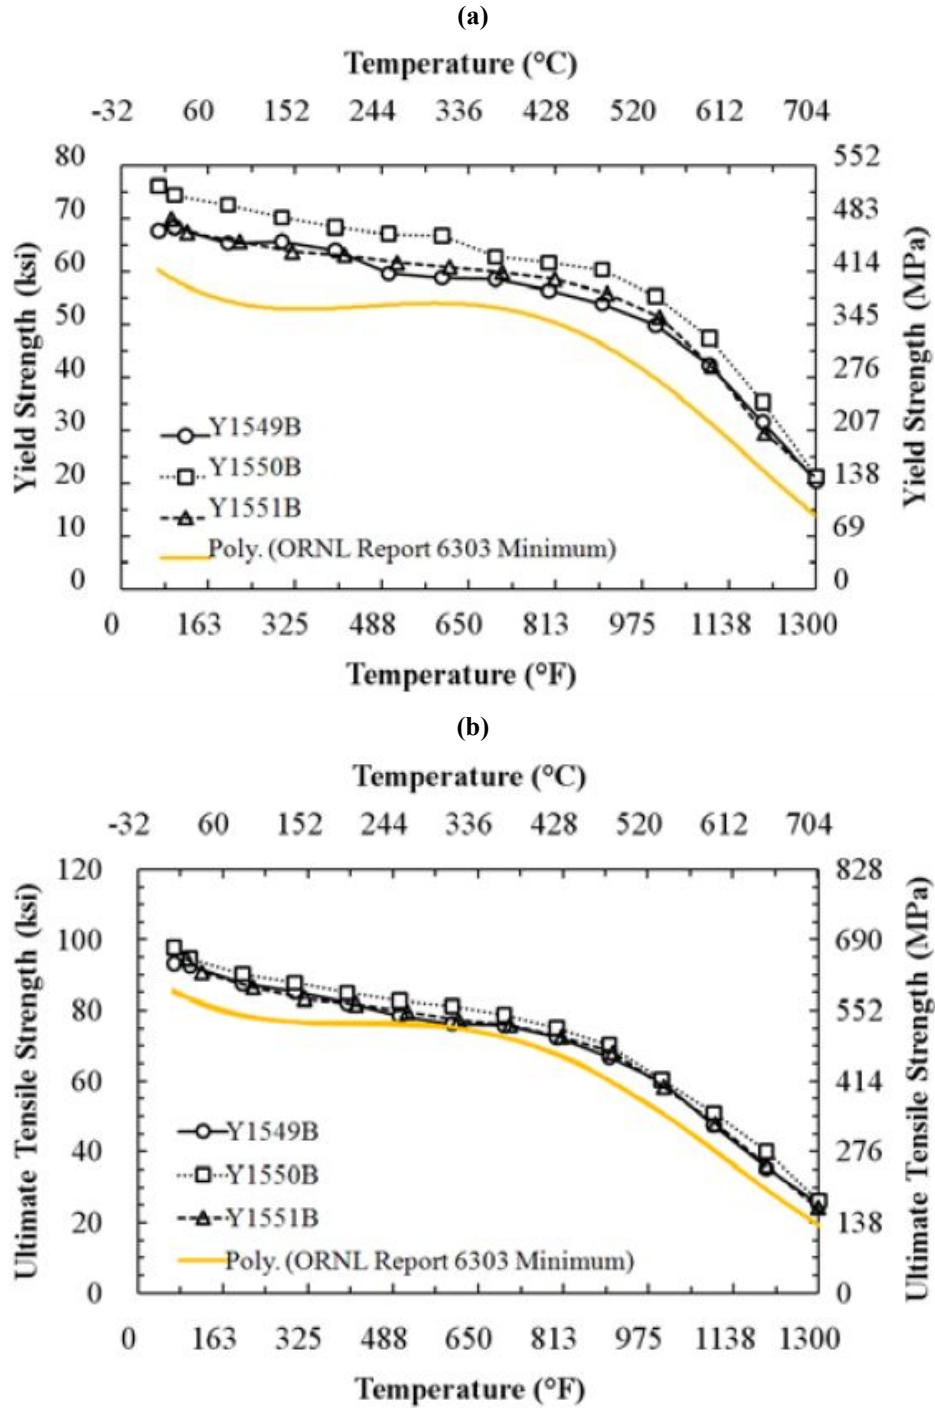 (a)
Temperature (°C)
-32 60 152 244 336 428 520 612 704
80 552
70 483
60 414
50 345
40 276
30 207
20 138
10 69
0 0
Yield Strength (ksi)
Yield Strength (MPa)
Y1549B
Y1550B
Y1551B
Poly. (ORNL Report 6303 Minimum)
0 163 325 488 650 813 975 1138 1300
Temperature (°F)
(b)
Temperature (°C)
-32 60 152 244 336 428 520 612 704
120 828
100 690
80 552
60 414
40 276
20 138
0 0
Ultimate Tensile Strength (ksi)
Ultimate Tensile Strength (MPa)
Y1549B
Y1550B
Y1551B
Poly. (ORNL Report 6303 Minimum)
0 163 325 488 650 813 975 1138 1300
Temperature (°F)